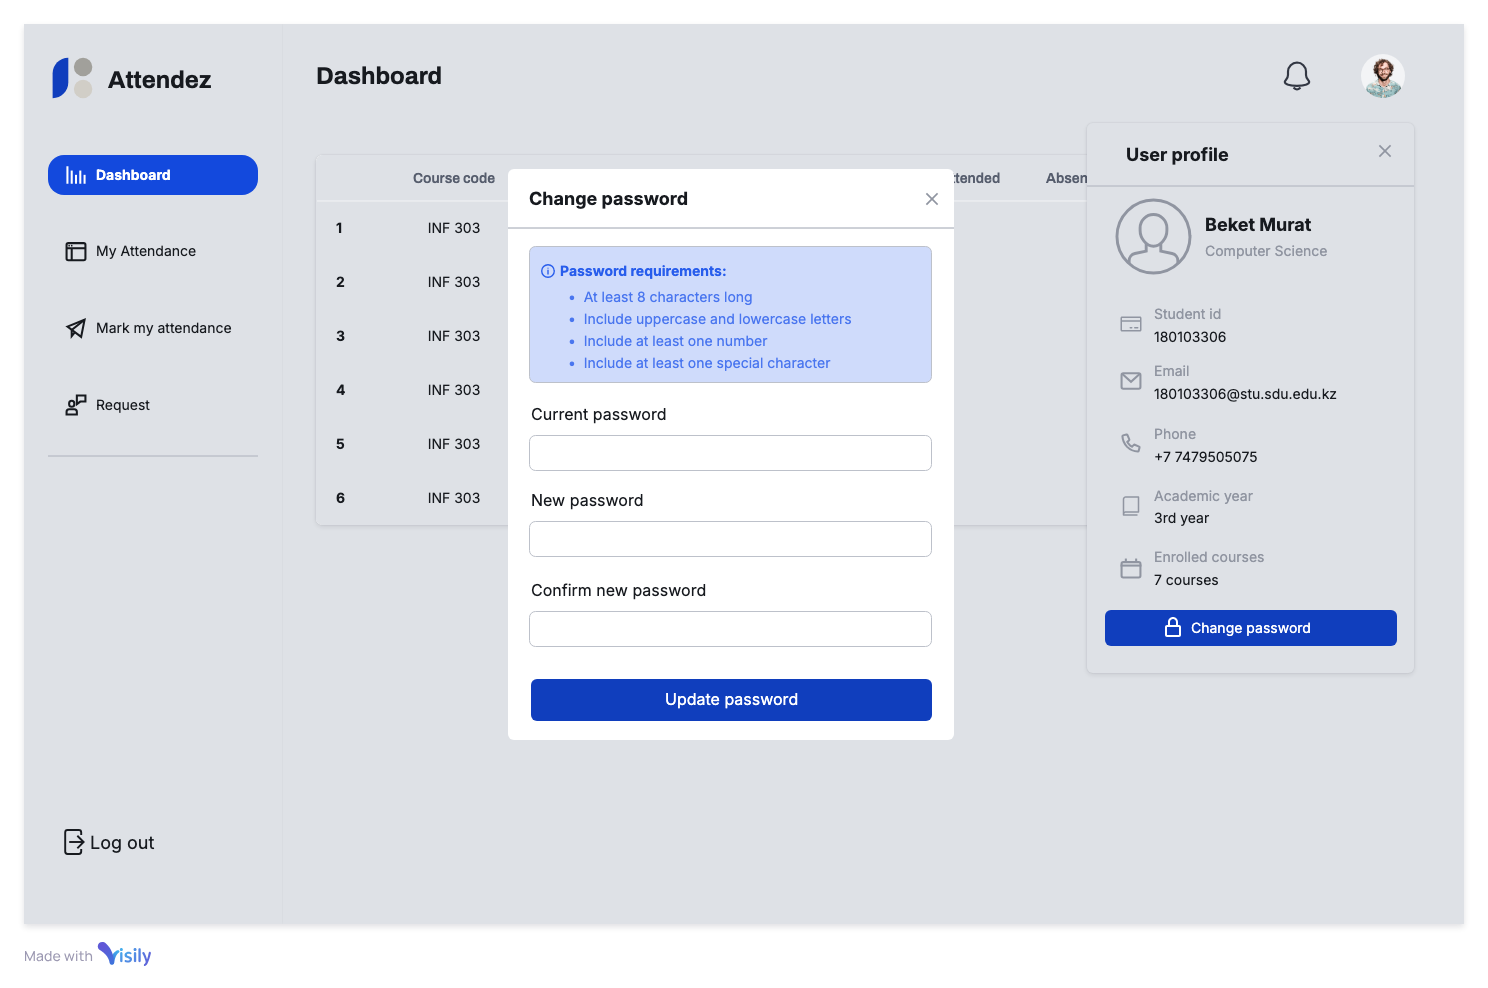 Attendez
Dashboard
Dashboard
My Attendance
Mark my attendance
Request
Log out
Course code
1 INF 303
2 INF 303
3 INF 303
4 INF 303
5 INF 303
6 INF 303
Change password
Password requirements:
• At least 8 characters long
• Include uppercase and lowercase letters
• Include at least one number
• Include at least one special character
Current password
New password
Confirm new password
Update password
User profile
Beket Murat
Computer Science
Student id
180103306
Email
180103306@stu.sdu.edu.kz
Phone
+7 7479505075
Academic year
3rd year
Enrolled courses
7 courses
Change password
Made with Visily